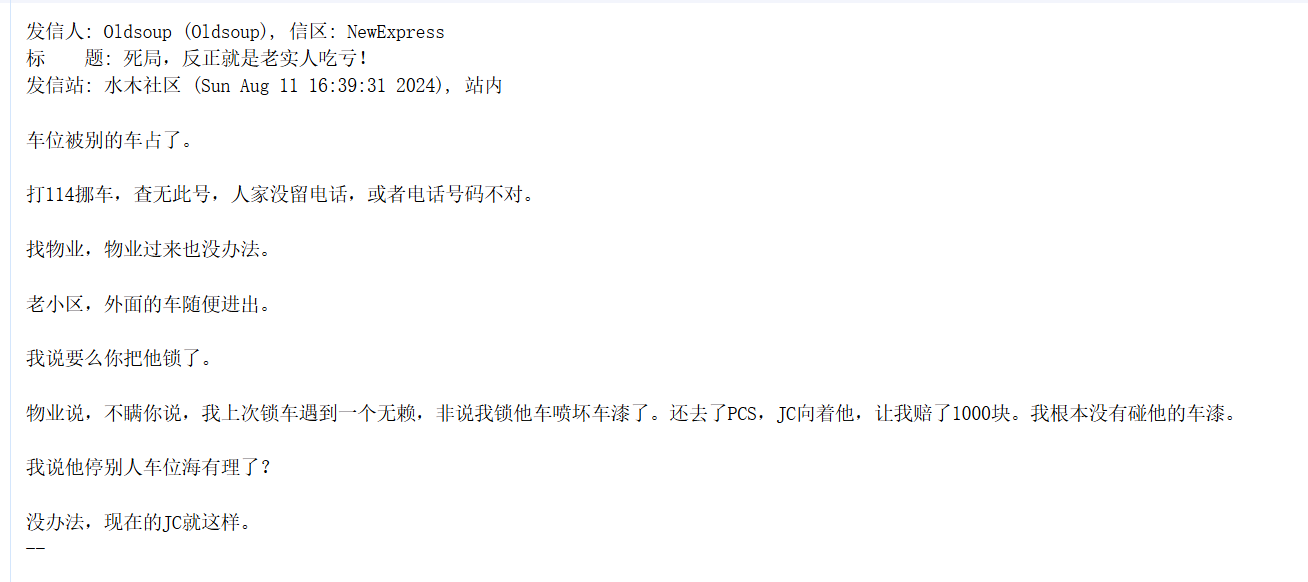 发信人: Oldsoup (Oldsoup), 信区: NewExpress
标    题: 死局，反正就是老实人吃亏！
发信站: 水木社区 (Sun Aug 11 16:39:31 2024), 站内
车位被别的车占了。
打114挪车，查无此号，人家没留电话，或者电话号码不对。
找物业，物业过来也没办法。
老小区，外面的车随便进出。
我说要么你把他锁了。
物业说，不瞒你说，我上次锁车遇到一个无赖，非说我锁他车喷坏车漆了。还去了PCS，JC向着他，让我赔了1000块。我根本没有碰他的车漆。
我说他停别人车位海有理了？
没办法，现在的JC就这样。
--